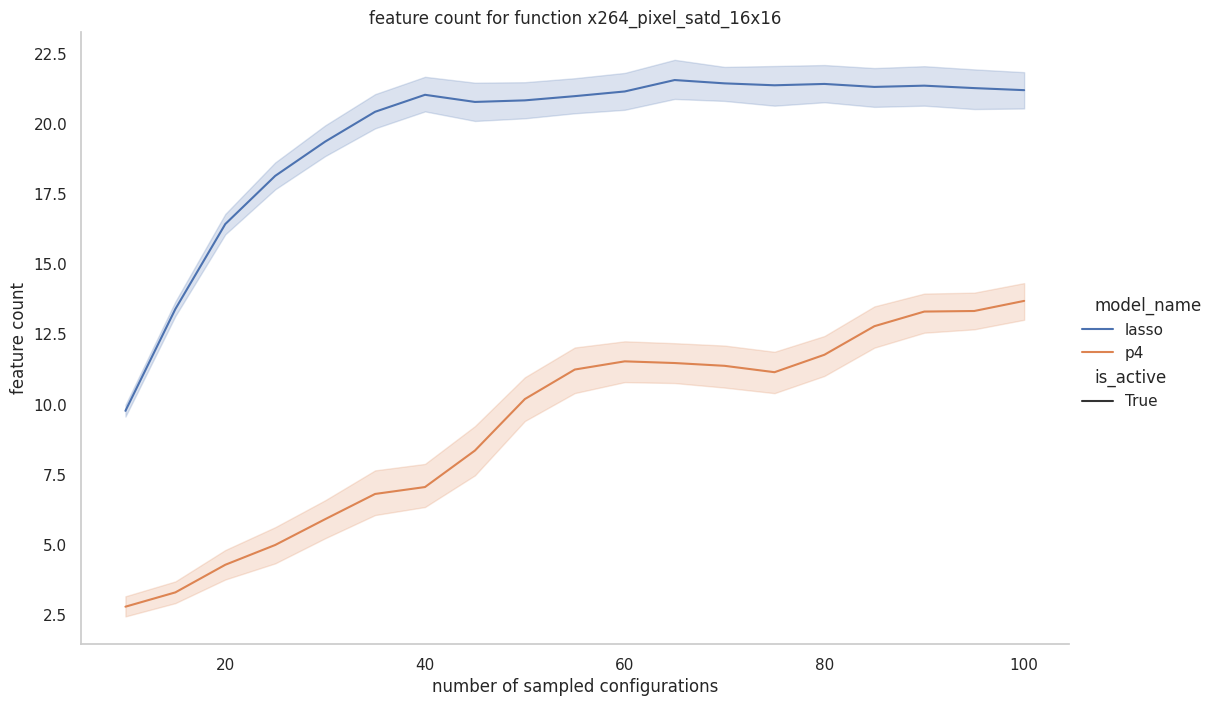 feature count for function x264_pixel_satd_16x16
22.5
20.0
17.5
15.0
12.5
10.0
7.5
5.0
2.5
feature count
20
40
60
80
100
number of sampled configurations
model_name
lasso
p4
is_active
True